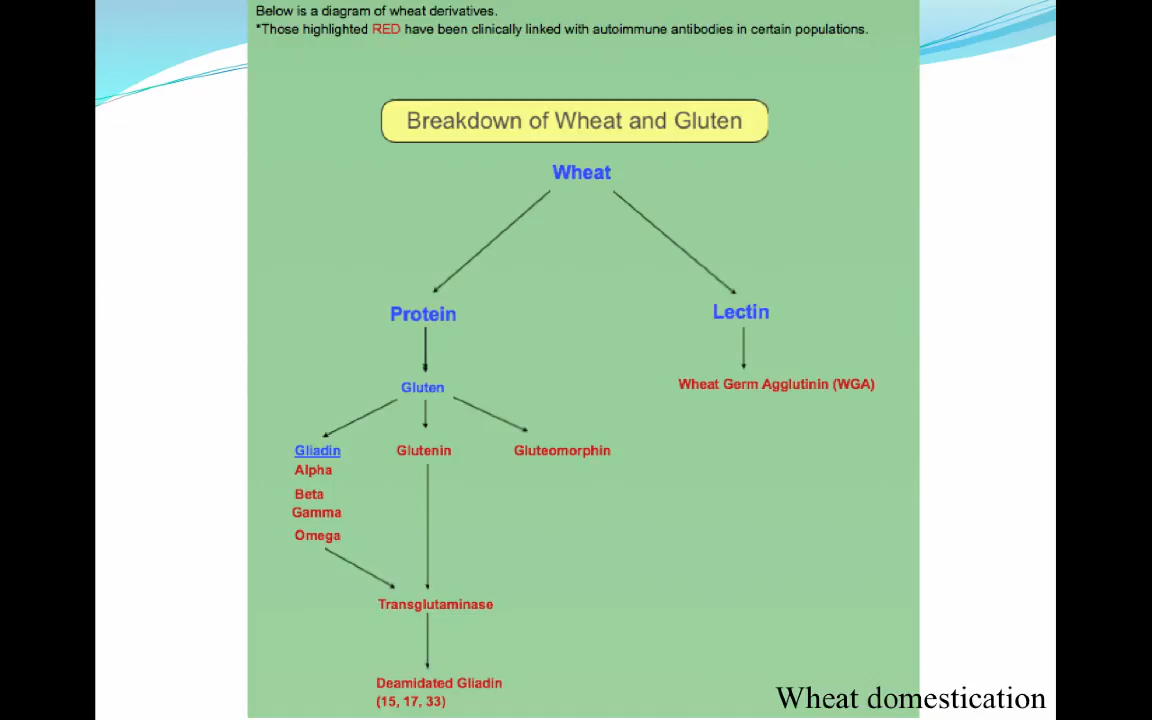 Below is a diagram of wheat derivatives.
*Those highlighted RED have been clinically linked with autoimmune antibodies in certain populations.
Breakdown of Wheat and Gluten
Wheat
Protein
Lectin
Gluten
Wheat Germ Agglutinin (WGA)
Gliadin
Glutenin
Gluteomorphin
Alpha
Beta
Gamma
Omega
Transglutaminase
Deamidated Gliadin
(15, 17, 33)
Wheat domestication